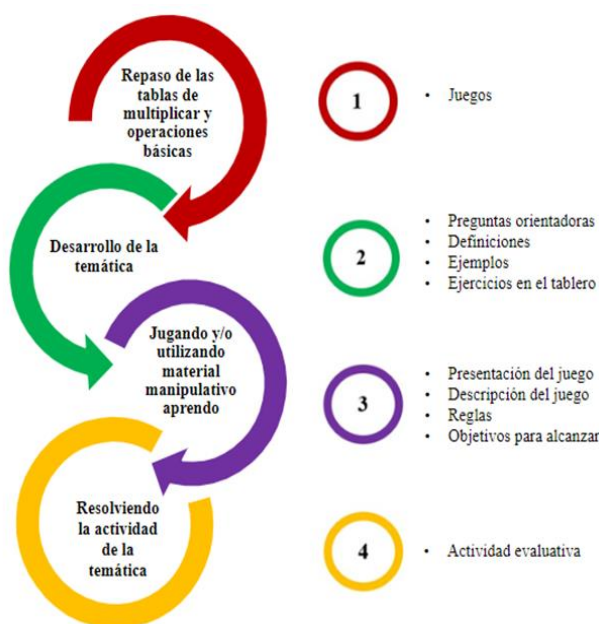 Repaso de las
tablas de
multiplicar y
operaciones
básicas
1
• Juegos
Desarrollo de la
temática
2
• Preguntas orientadoras
• Definiciones
• Ejemplos
• Ejercicios en el tablero
Jugando y/o
utilizando
material
manipulativo
aprendo
3
• Presentación del juego
• Descripción del juego
• Reglas
• Objetivos para alcanzar
Resolviendo
la actividad
de la
temática
4
• Actividad evaluativa